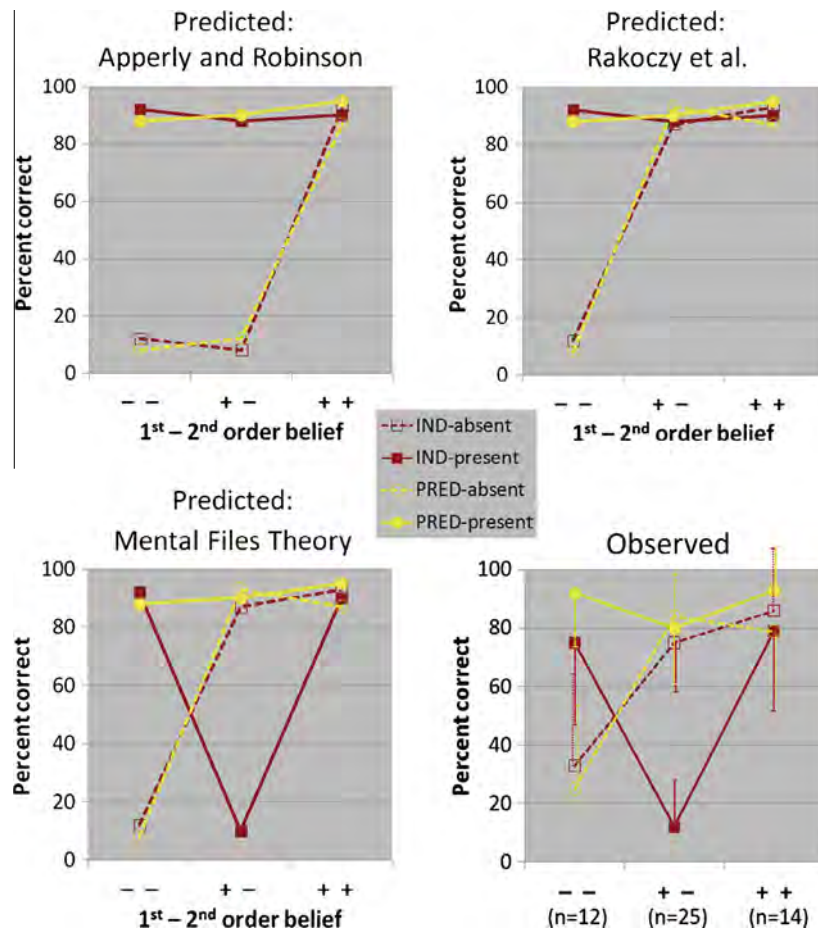 Predicted:
Apperly and Robinson
Percent correct
100
80
60
40
20
0
– –
+ –
+ +
1st – 2nd order belief
Predicted:
Rakoczy et al.
Percent correct
100
80
60
40
20
0
– –
+ –
+ +
1st – 2nd order belief
IND-absent
IND-present
PRED-absent
PRED-present
Predicted:
Mental Files Theory
Percent correct
100
80
60
40
20
0
– –
+ –
+ +
1st – 2nd order belief
Observed
Percent correct
100
80
60
40
20
0
– –
+ –
+ +
(n=12)
(n=25)
(n=14)